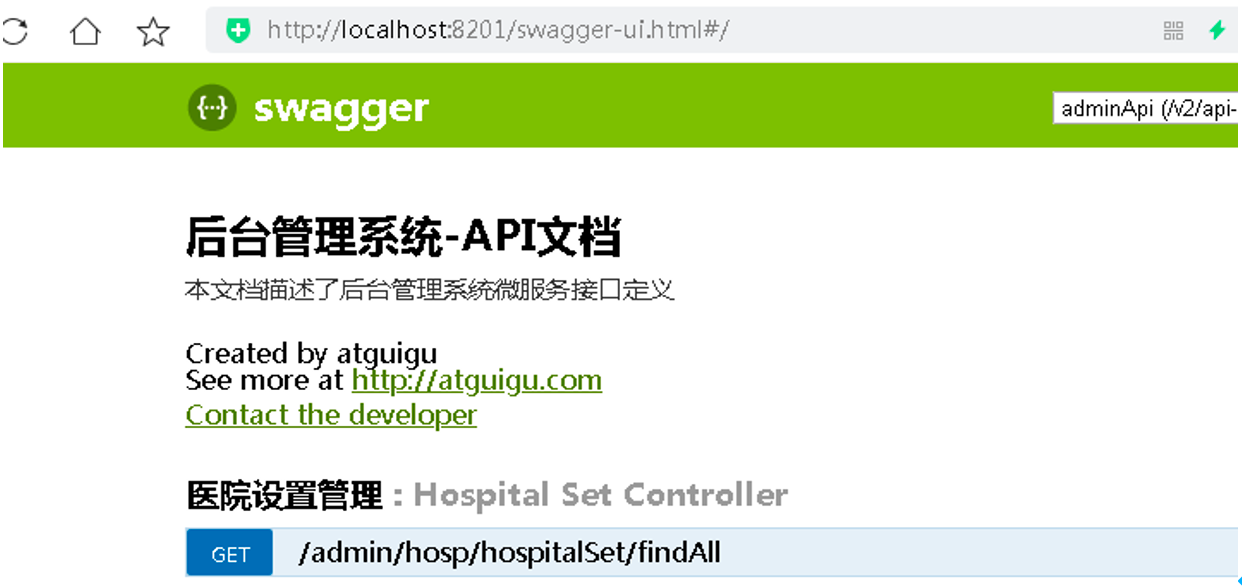 http://localhost:8201/swagger-ui.html#/
{...} swagger
adminApi (/v2/api-
后台管理系统-API文档
本文档描述了后台管理系统微服务接口定义
Created by atguigu
See more at http://atguigu.com
Contact the developer
医院设置管理 : Hospital Set Controller
GET /admin/hosp/hospitalSet/findAll